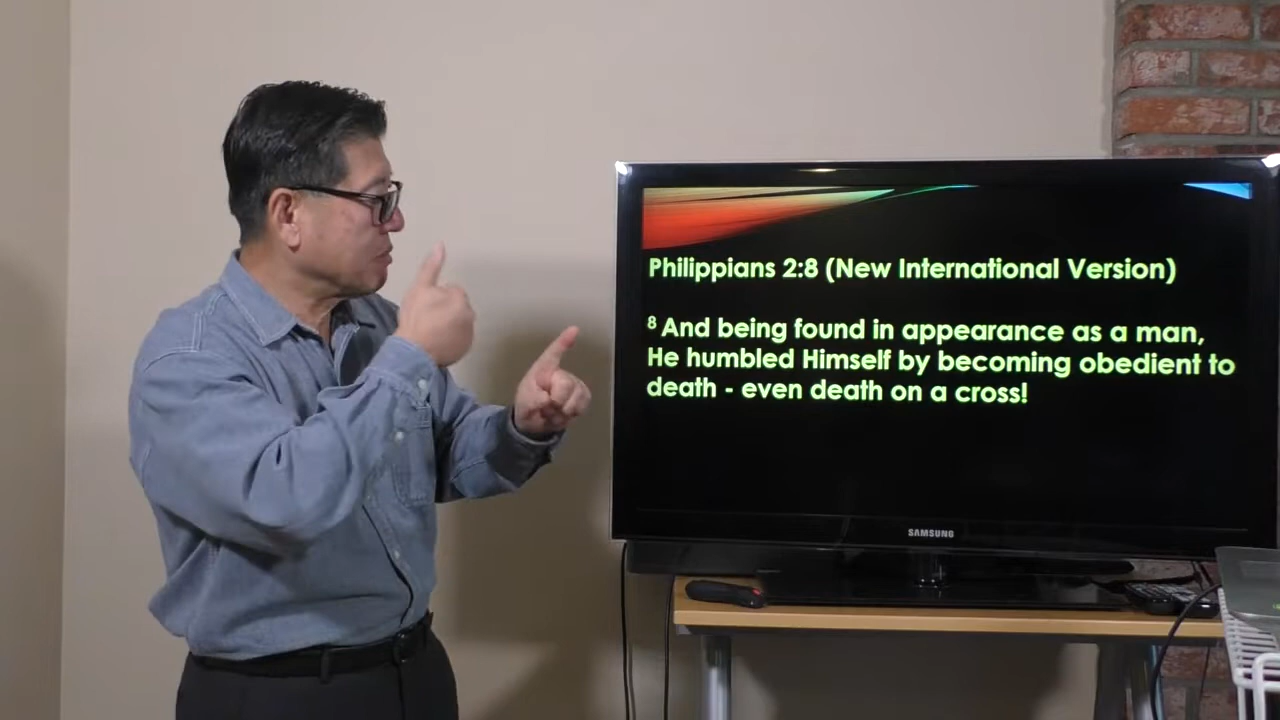 Philippians 2:8 (New International Version)
8 And being found in appearance as a man,
He humbled Himself by becoming obedient to
death - even death on a cross!
SAMSUNG